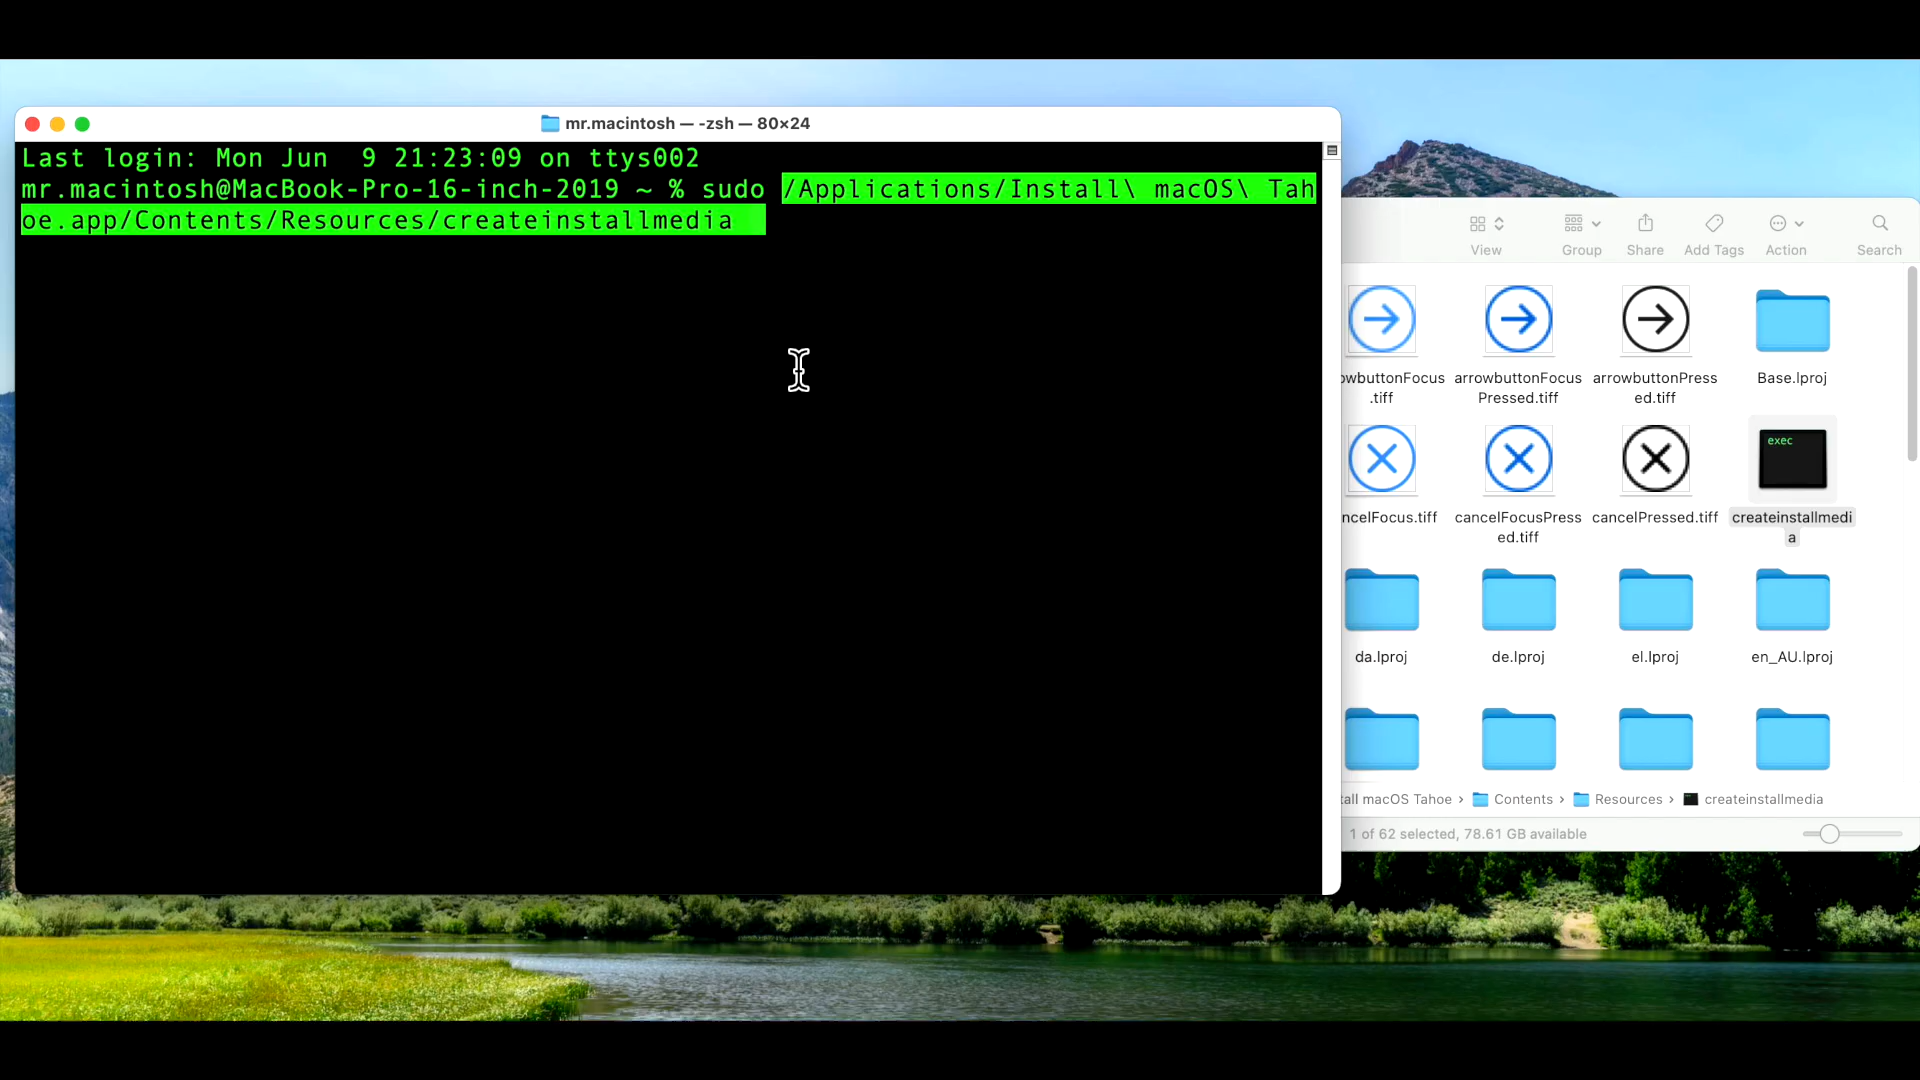 mr.macintosh — -zsh — 80×24
Last login: Mon Jun  9 21:23:09 on ttys002
mr.macintosh@MacBook-Pro-16-inch-2019 ~ % sudo /Applications/Install\ macOS\ Tah
oe.app/Contents/Resources/createinstallmedia
View Group Share Add Tags Action Search
owbuttonFocus
.tiff
arrowbuttonFocus
Pressed.tiff
arrowbuttonPress
ed.tiff
Base.lproj
exec
ncelFocus.tiff
cancelFocusPress
ed.tiff
cancelPressed.tiff
createinstallmedi
a
da.lproj
de.lproj
el.lproj
en_AU.lproj
tall macOS Tahoe › Contents › Resources › createinstallmedia
1 of 62 selected, 78.61 GB available